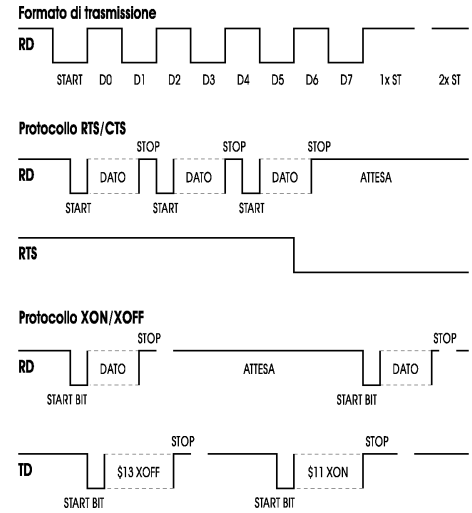 Formato di trasmissione
RD
START D0 D1 D2 D3 D4 D5 D6 D7 1x ST 2x ST
Protocollo RTS/CTS
STOP STOP STOP
RD DATO DATO DATO ATTESA
START START START
RTS
Protocollo XON/XOFF
STOP STOP
RD DATO ATTESA DATO
START BIT START BIT
STOP STOP
TD $13 XOFF $11 XON
START BIT START BIT